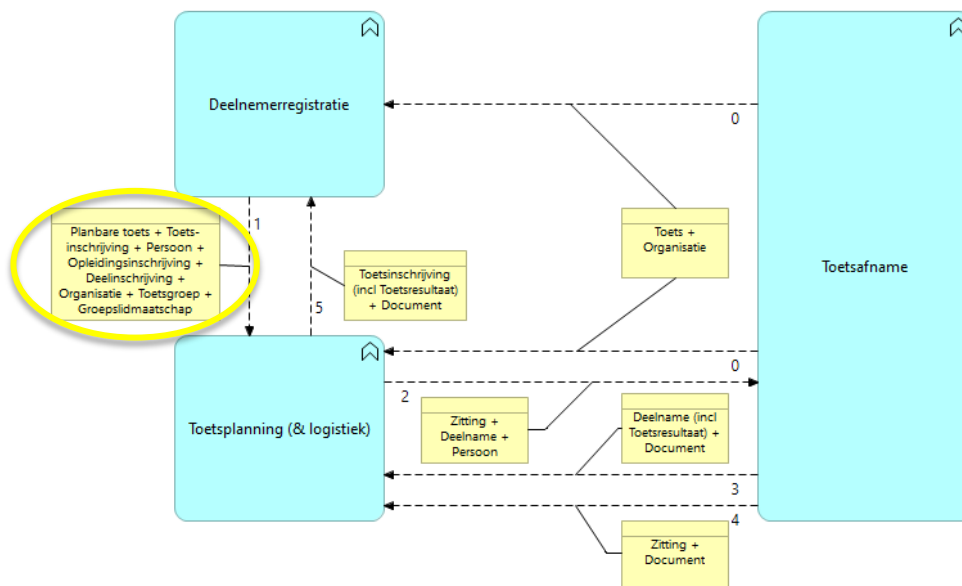 Deelnemerregistratie
0
1
Planbare toets + Toets-
inschrijving + Persoon +
Opleidingsinschrijving +
Deelinschrijving +
Organisatie + Toetsgroep +
Groepslidmaatschap
Toetsinschrijving
(incl Toetsresultaat)
+ Document
5
Toets +
Organisatie
Toetsafname
Toetsplanning (& logistiek)
0
2
Zitting +
Deelname +
Persoon
Deelname (incl
Toetsresultaat) +
Document
3
4
Zitting +
Document